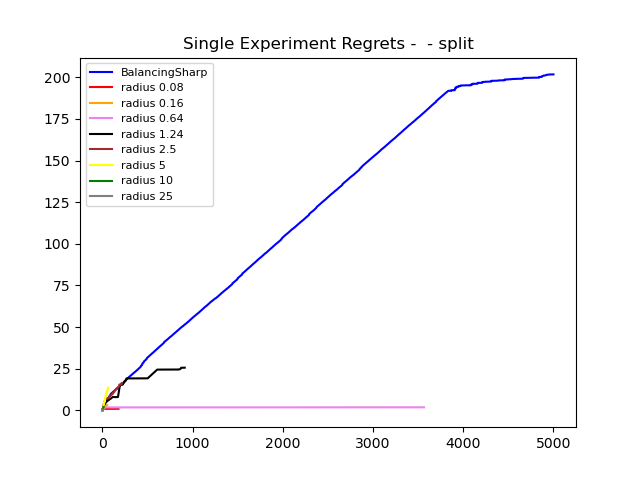 Single Experiment Regrets -  - split
BalancingSharp
radius 0.08
radius 0.16
radius 0.64
radius 1.24
radius 2.5
radius 5
radius 10
radius 25
200
175
150
125
100
75
50
25
0
0 1000 2000 3000 4000 5000